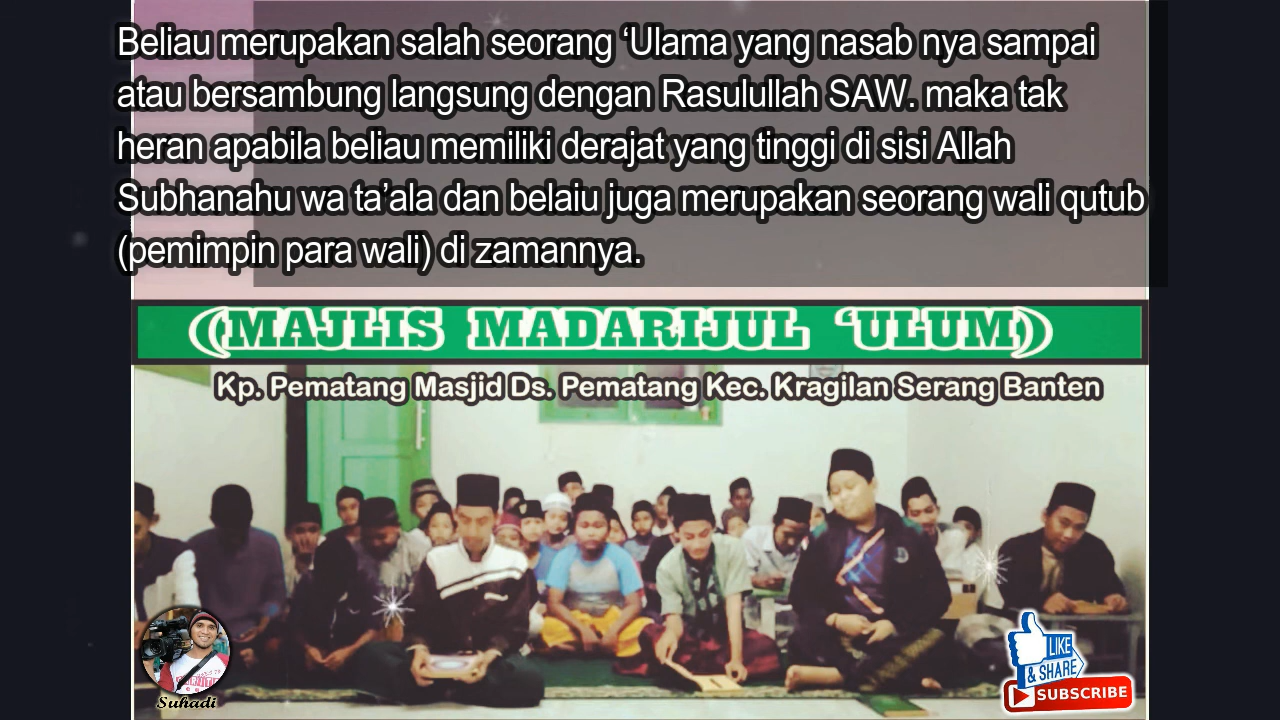 Beliau merupakan salah seorang ‘Ulama yang nasab nya sampai
atau bersambung langsung dengan Rasulullah SAW. maka tak
heran apabila beliau memiliki derajat yang tinggi di sisi Allah
Subhanahu wa ta’ala dan belaiu juga merupakan seorang wali qutub
(pemimpin para wali) di zamannya.
(MAJLIS MADARIJUL ‘ULUM)
Kp. Pematang Masjid Ds. Pematang Kec. Kragilan Serang Banten
Suhadi
LIKE
& SHARE
SUBSCRIBE